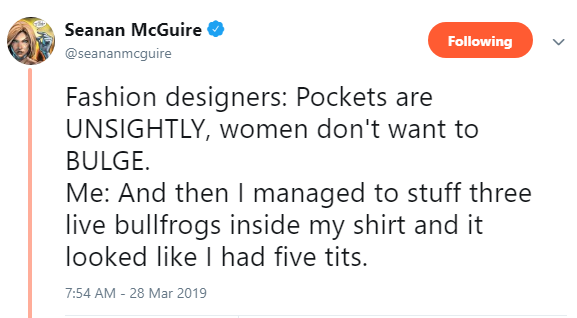 Seanan McGuire
@seananmcguire
Following
Fashion designers: Pockets are
UNSIGHTLY, women don't want to
BULGE.
Me: And then I managed to stuff three
live bullfrogs inside my shirt and it
looked like I had five tits.
7:54 AM - 28 Mar 2019